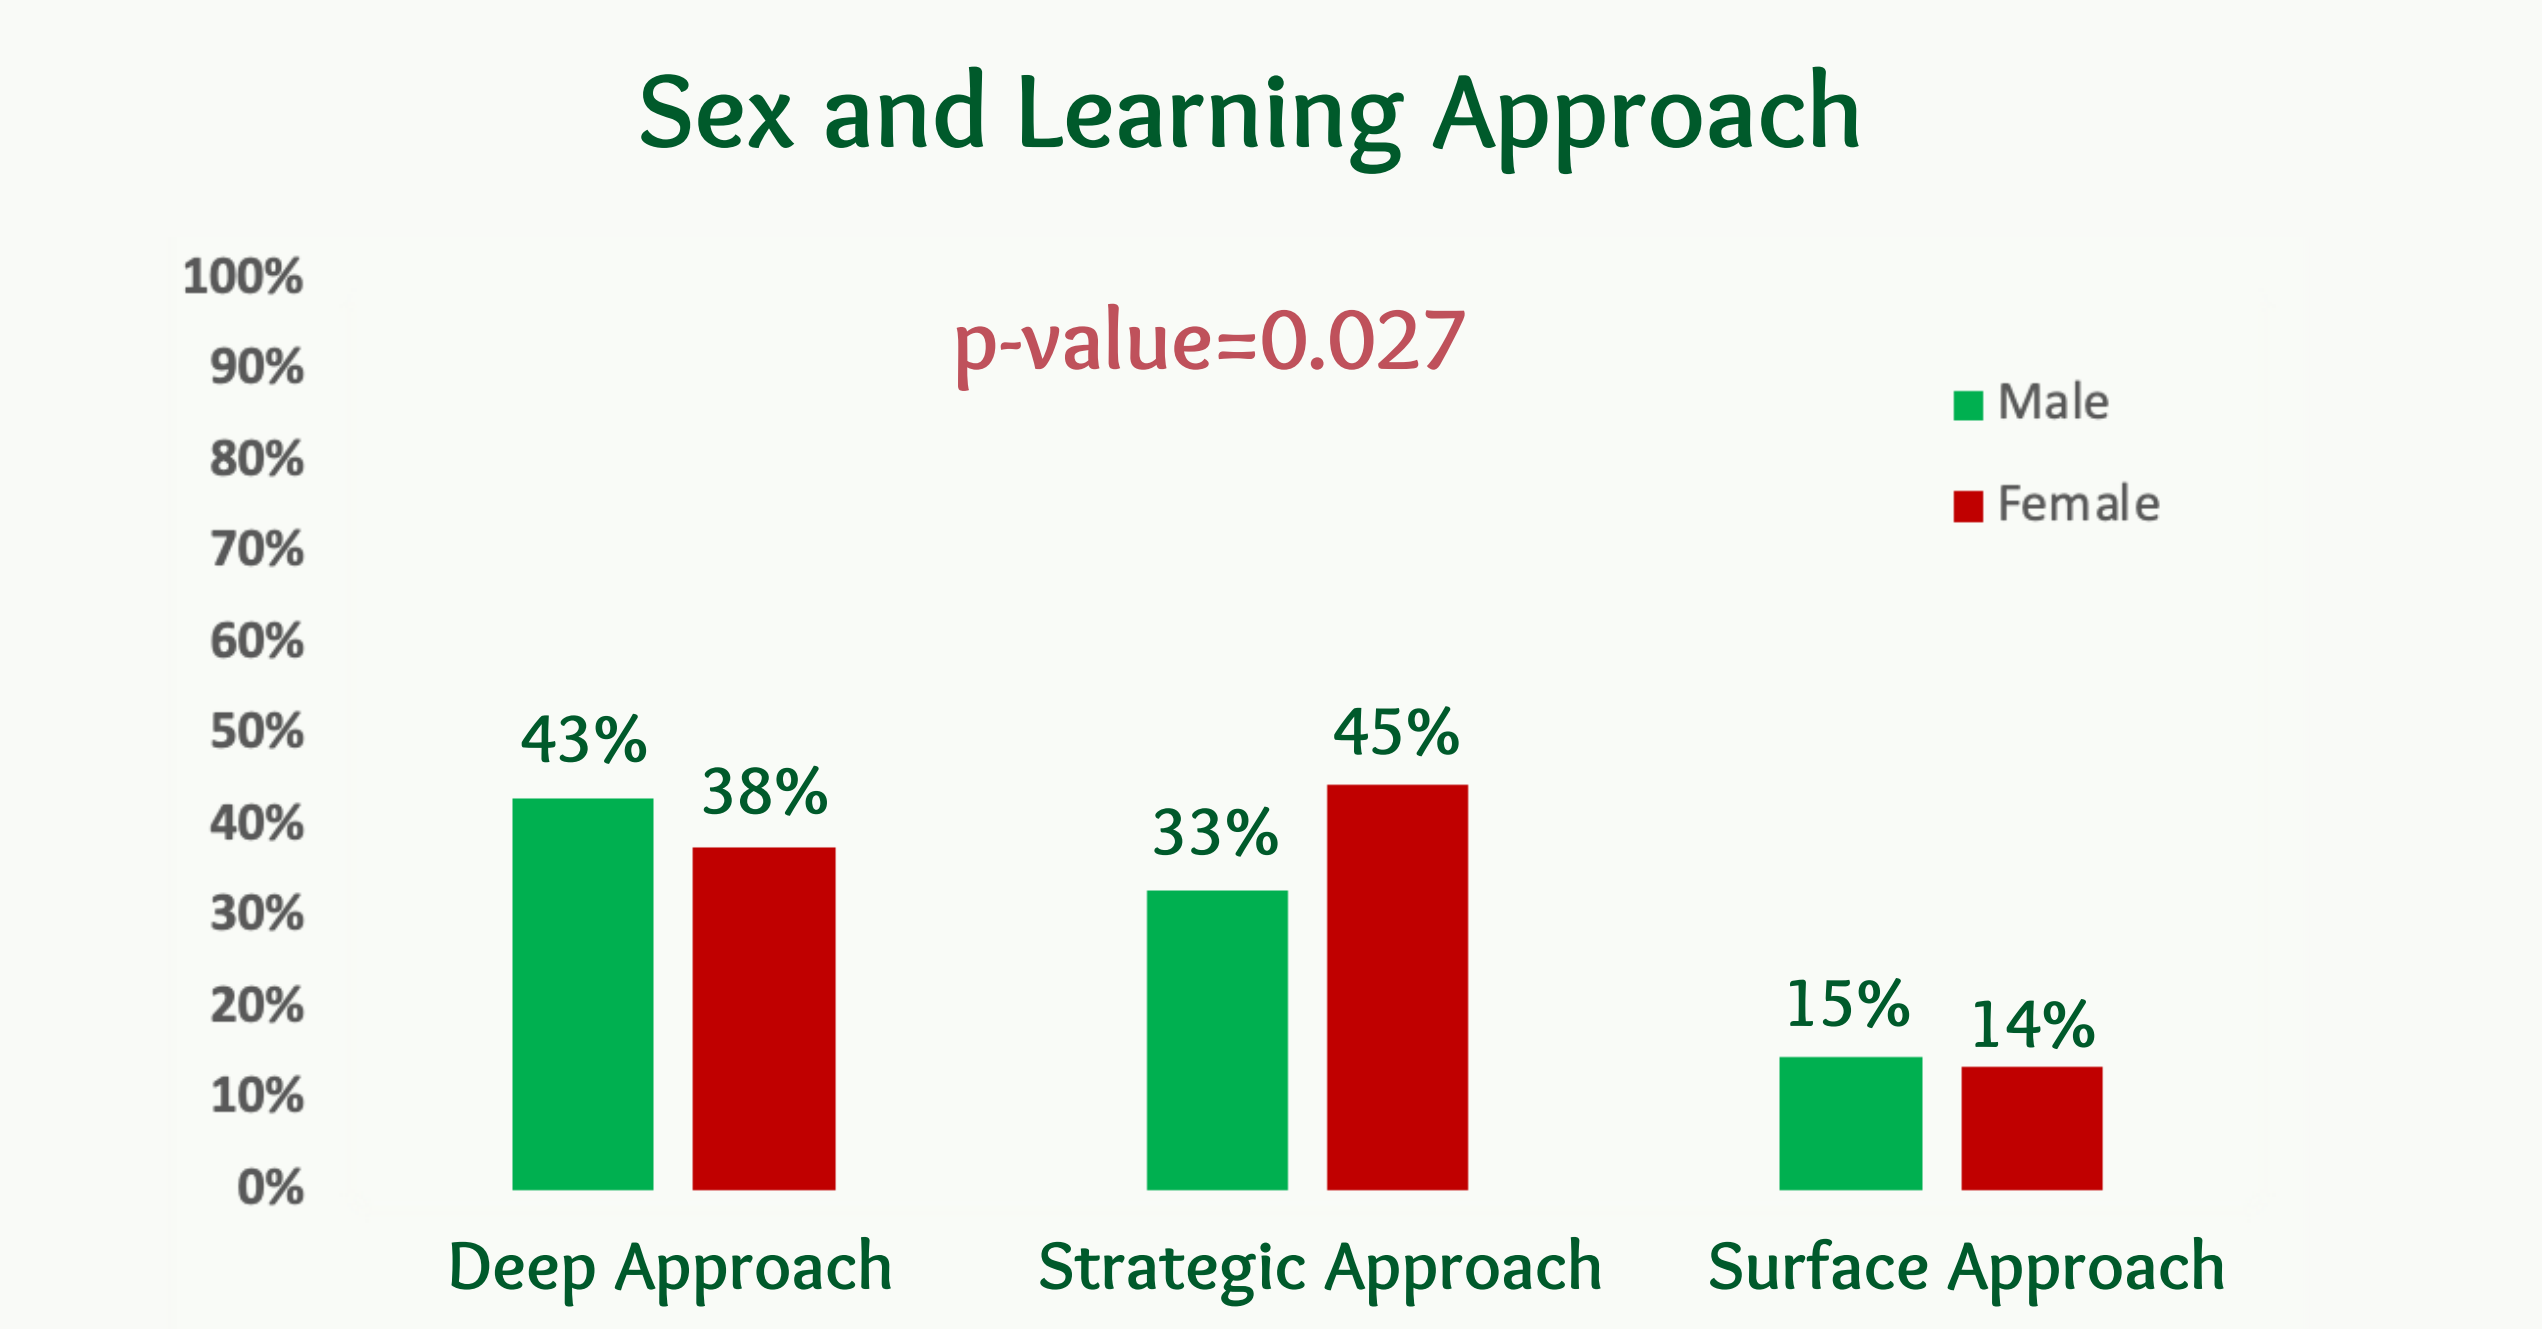 Sex and Learning Approach
100%
p-value=0.027
90%
Male
80%
Female
70%
60%
50%
43%
38%
33%
45%
40%
30%
20%
15%
14%
10%
0%
Deep Approach
Strategic Approach
Surface Approach